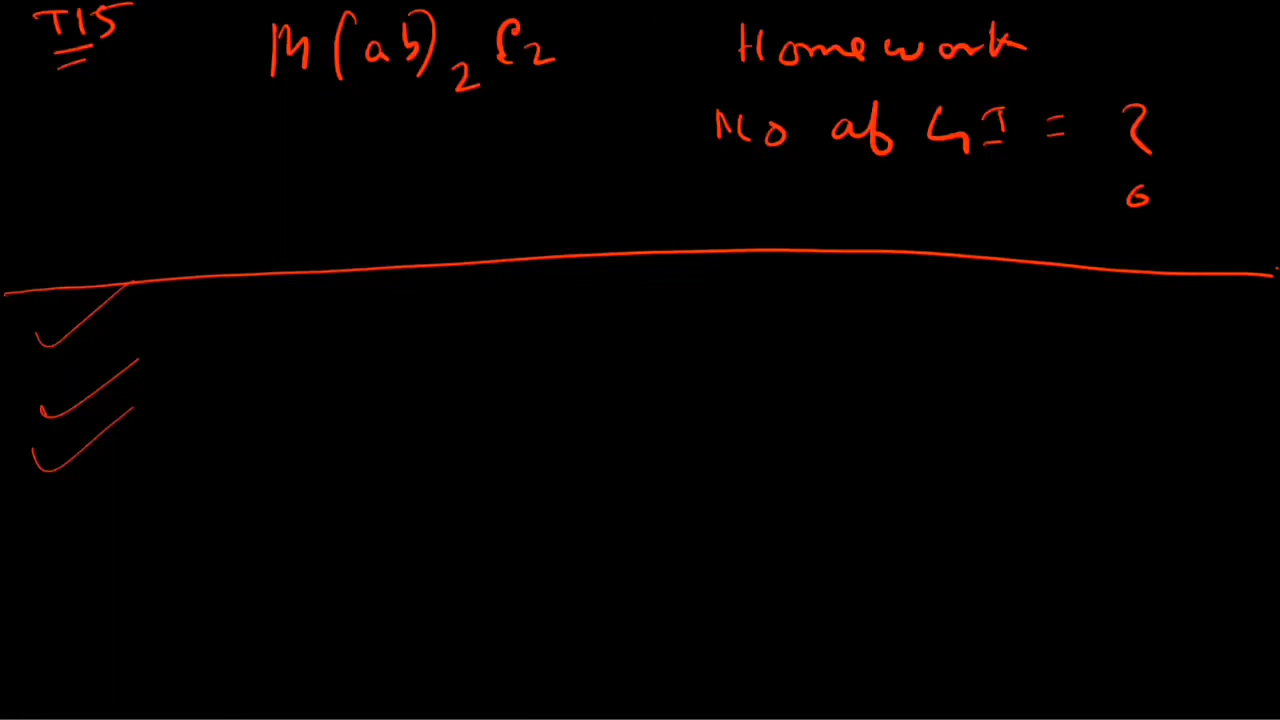 T15
M(ab)₂C₂
Homework
No of GI = ?
6